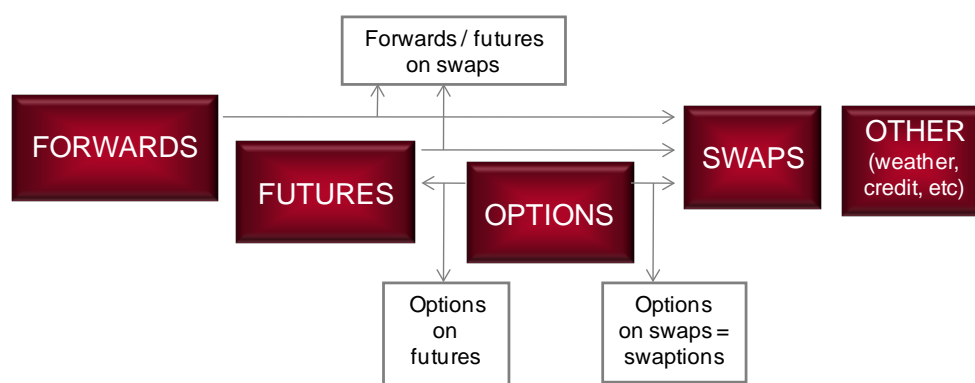 Forwards / futures
on swaps
FORWARDS
FUTURES
OPTIONS
SWAPS
OTHER
(weather,
credit, etc)
Options
on
futures
Options
on swaps =
swaptions